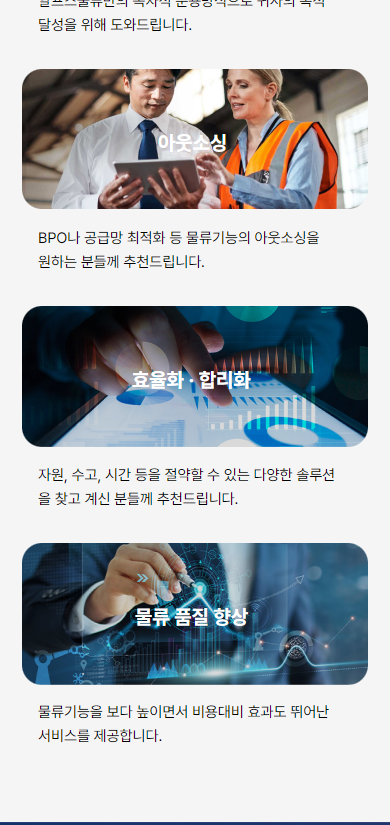 달성을 위해 도와드립니다.
아웃소싱
BPO나 공급망 최적화 등 물류기능의 아웃소싱을
원하는 분들께 추천드립니다.
효율화 · 합리화
자원, 수고, 시간 등을 절약할 수 있는 다양한 솔루션
을 찾고 계신 분들께 추천드립니다.
물류 품질 향상
물류기능을 보다 높이면서 비용대비 효과도 뛰어난
서비스를 제공합니다.